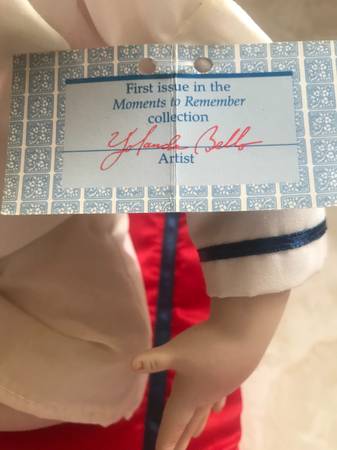 First issue in the
Moments to Remember
collection
Yolanda Bello
Artist